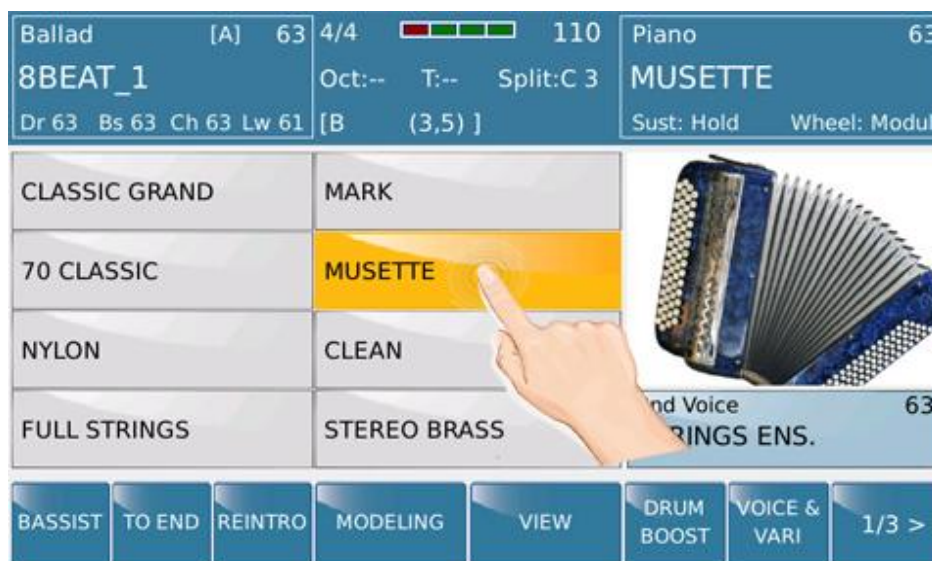 Ballad [A] 63
8BEAT_1
Dr 63 Bs 63 Ch 63 Lw 61
4/4 110
Oct:-- T:-- Split:C 3
[B (3,5) ]
Piano 63
MUSETTE
Sust: Hold Wheel: Modul
CLASSIC GRAND
MARK
70 CLASSIC
MUSETTE
NYLON
CLEAN
FULL STRINGS
STEREO BRASS
nd Voice 63
RINGS ENS.
BASSIST
TO END
REINTRO
MODELING
VIEW
DRUM
BOOST
VOICE &
VARI
1/3 >